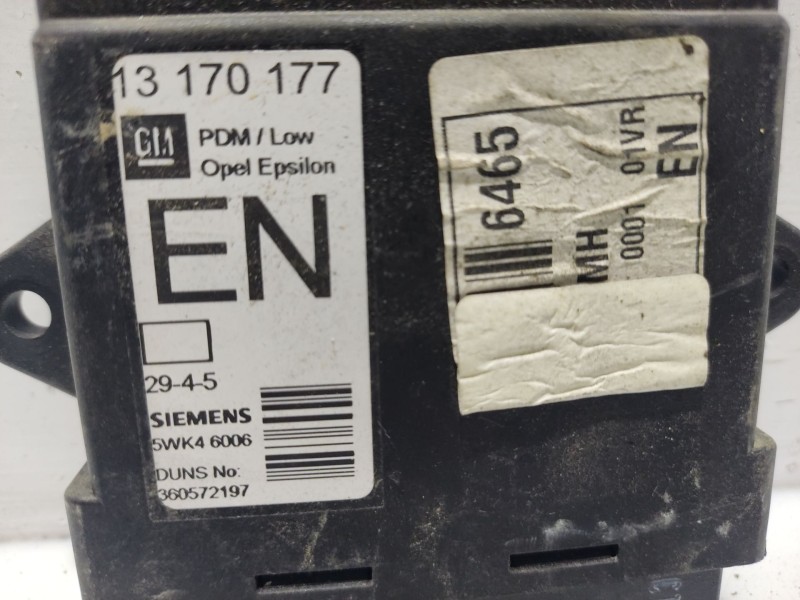 13 170 177
GM
PDM / Low
Opel Epsilon
EN
29-4-5
SIEMENS
5WK4 6006
DUNS No:
360572197
6465
MH
0001 01VR
EN